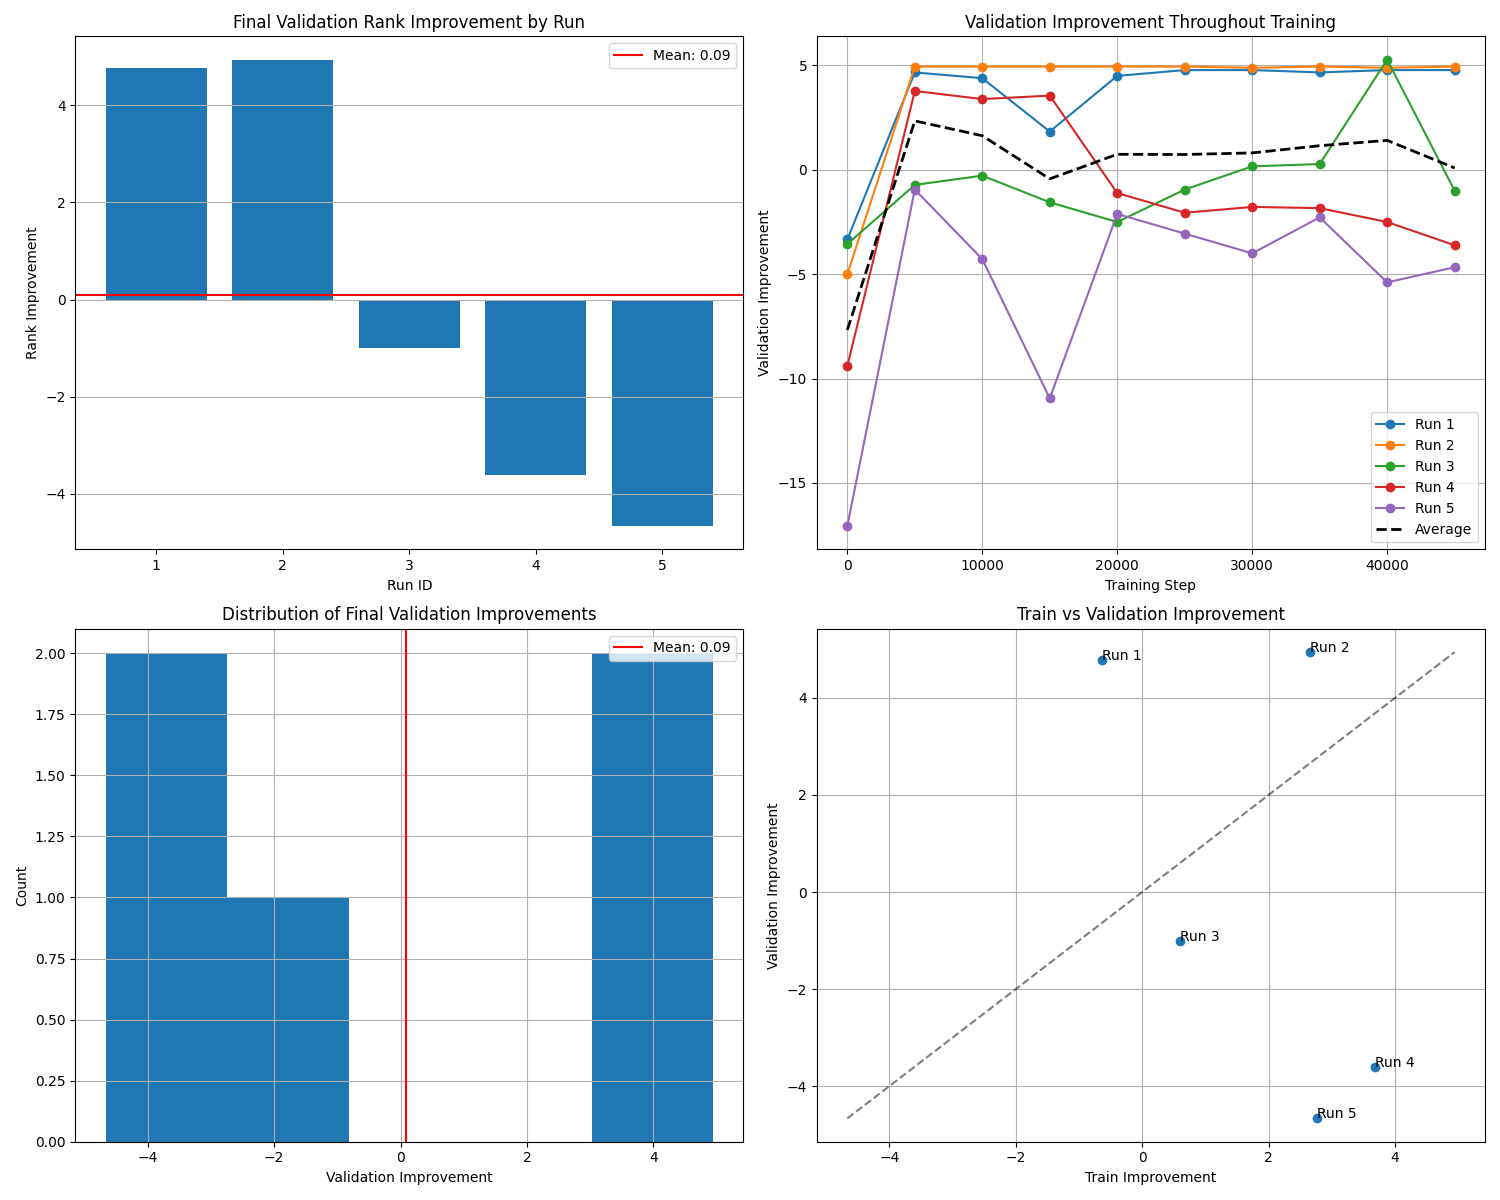 Final Validation Rank Improvement by Run
Mean: 0.09
4
2
0
−2
−4
Rank Improvement
1 2 3 4 5
Run ID
Validation Improvement Throughout Training
5
0
−5
−10
−15
Validation Improvement
Run 1
Run 2
Run 3
Run 4
Run 5
Average
0 10000 20000 30000 40000
Training Step
Distribution of Final Validation Improvements
Mean: 0.09
2.00
1.75
1.50
1.25
1.00
0.75
0.50
0.25
0.00
Count
−4 −2 0 2 4
Validation Improvement
Train vs Validation Improvement
Run 1
Run 2
Run 3
Run 4
Run 5
4
2
0
−2
−4
Validation Improvement
−4 −2 0 2 4
Train Improvement